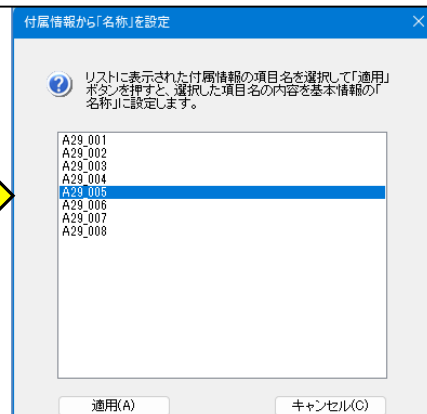 付属情報から「名称」を設定
リストに表示された付属情報の項目名を選択して「適用」
ボタンを押すと、選択した項目名の内容を基本情報の「
名称」に設定します。
A29_001
A29_002
A29_003
A29_004
A29_005
A29_006
A29_007
A29_008
適用(A)
キャンセル(C)